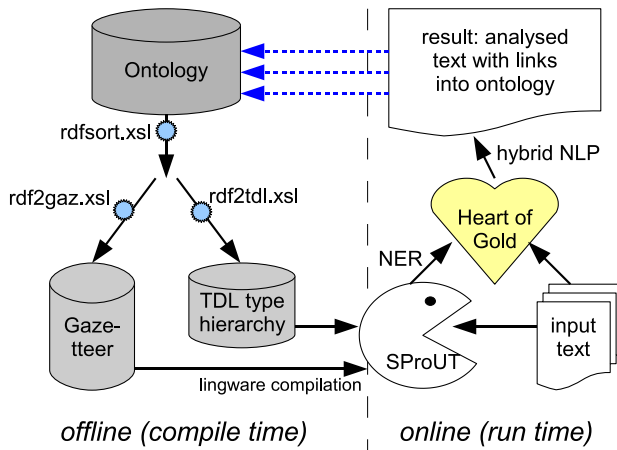 Ontology
result: analysed
text with links
into ontology
rdfsort.xsl
hybrid NLP
rdf2gaz.xsl
rdf2tdl.xsl
Heart of
Gold
NER
Gaze-
tteer
TDL type
hierarchy
SProUT
input
text
lingware compilation
offline (compile time)
online (run time)